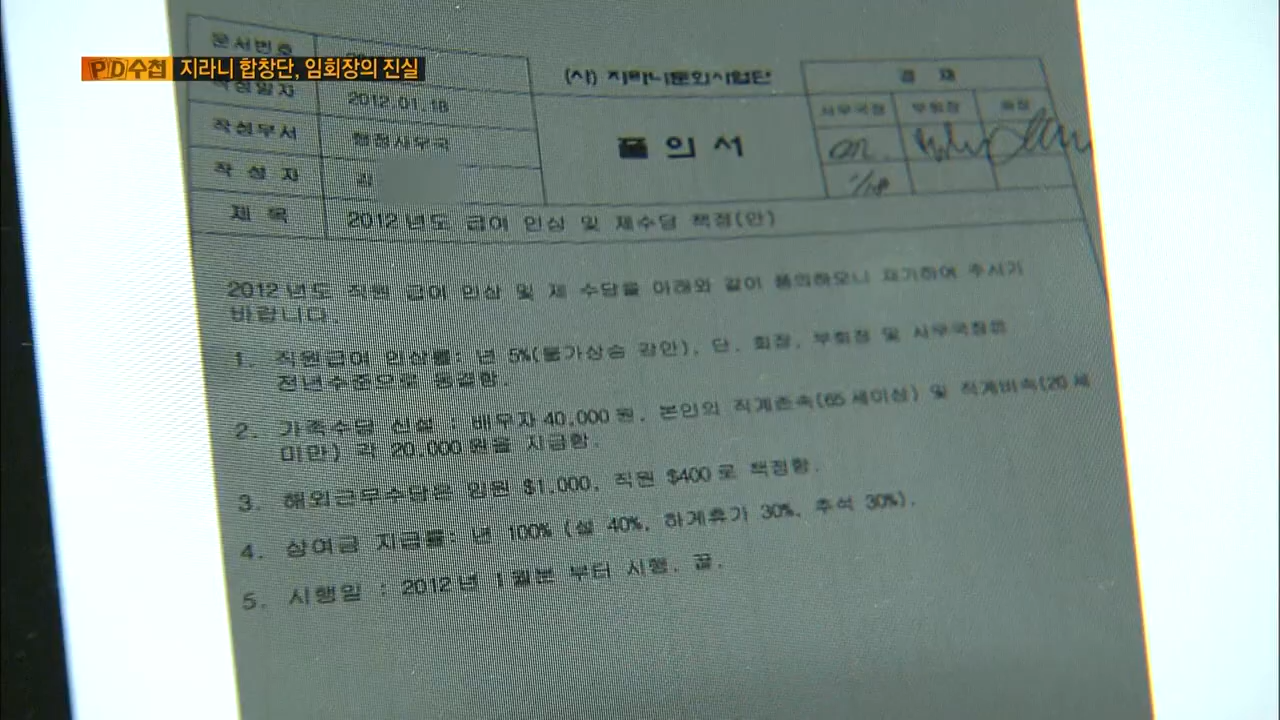 PD수첩 지라니 합창단, 임회장의 진실
문서번호
작성일자 2012.01.18
작성부서 행정사무국
작성자
제 목 2012년도 급여 인상 및 제수당 책정(안)
(사) 지라니문화사업단
품 의 서
결 재
사무국장 부회장 회장
1/18
2012년도 직원 급여 인상 및 제 수당을 아래와 같이 품의하오니 재가하여 주시기
바랍니다.
1. 직원급여 인상률 년 5%(물가상승 감안), 단, 회장, 부회장 및 사무국장은
전년수준으로 동결함
2. 가족수당 신설 배우자 40,000원, 본인의 직계존속(65세이상) 및 직계비속(20세
미만) 각 20,000원을 지급함.
3. 해외근무수당은 임원 $1,000, 직원 $400로 책정함.
4. 상여금 지급률: 년 100% (설 40%, 하계휴가 30%, 추석 30%).
5. 시행일 : 2012년 1월분 부터 시행. 끝.